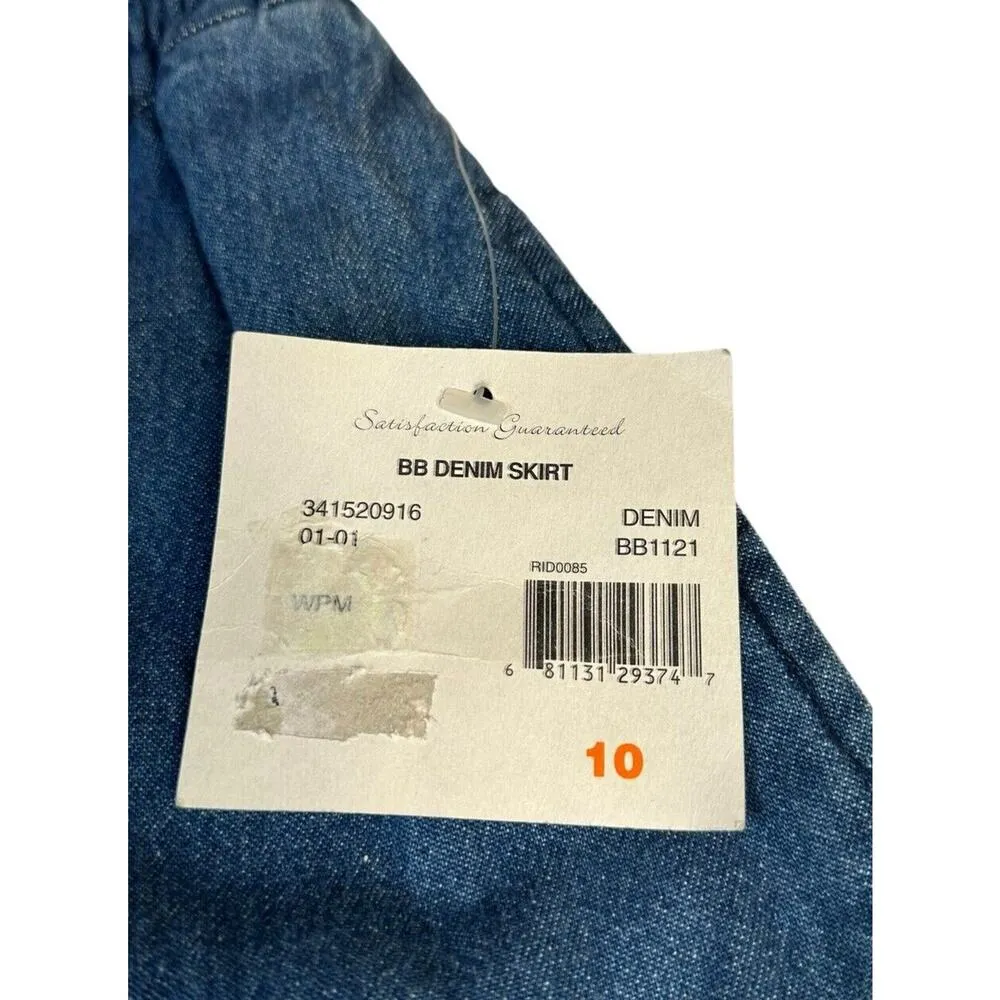 Satisfaction Guaranteed
BB DENIM SKIRT
341520916
01-01
WPM
DENIM
BB1121
RID0085
6 81131 29374 7
10